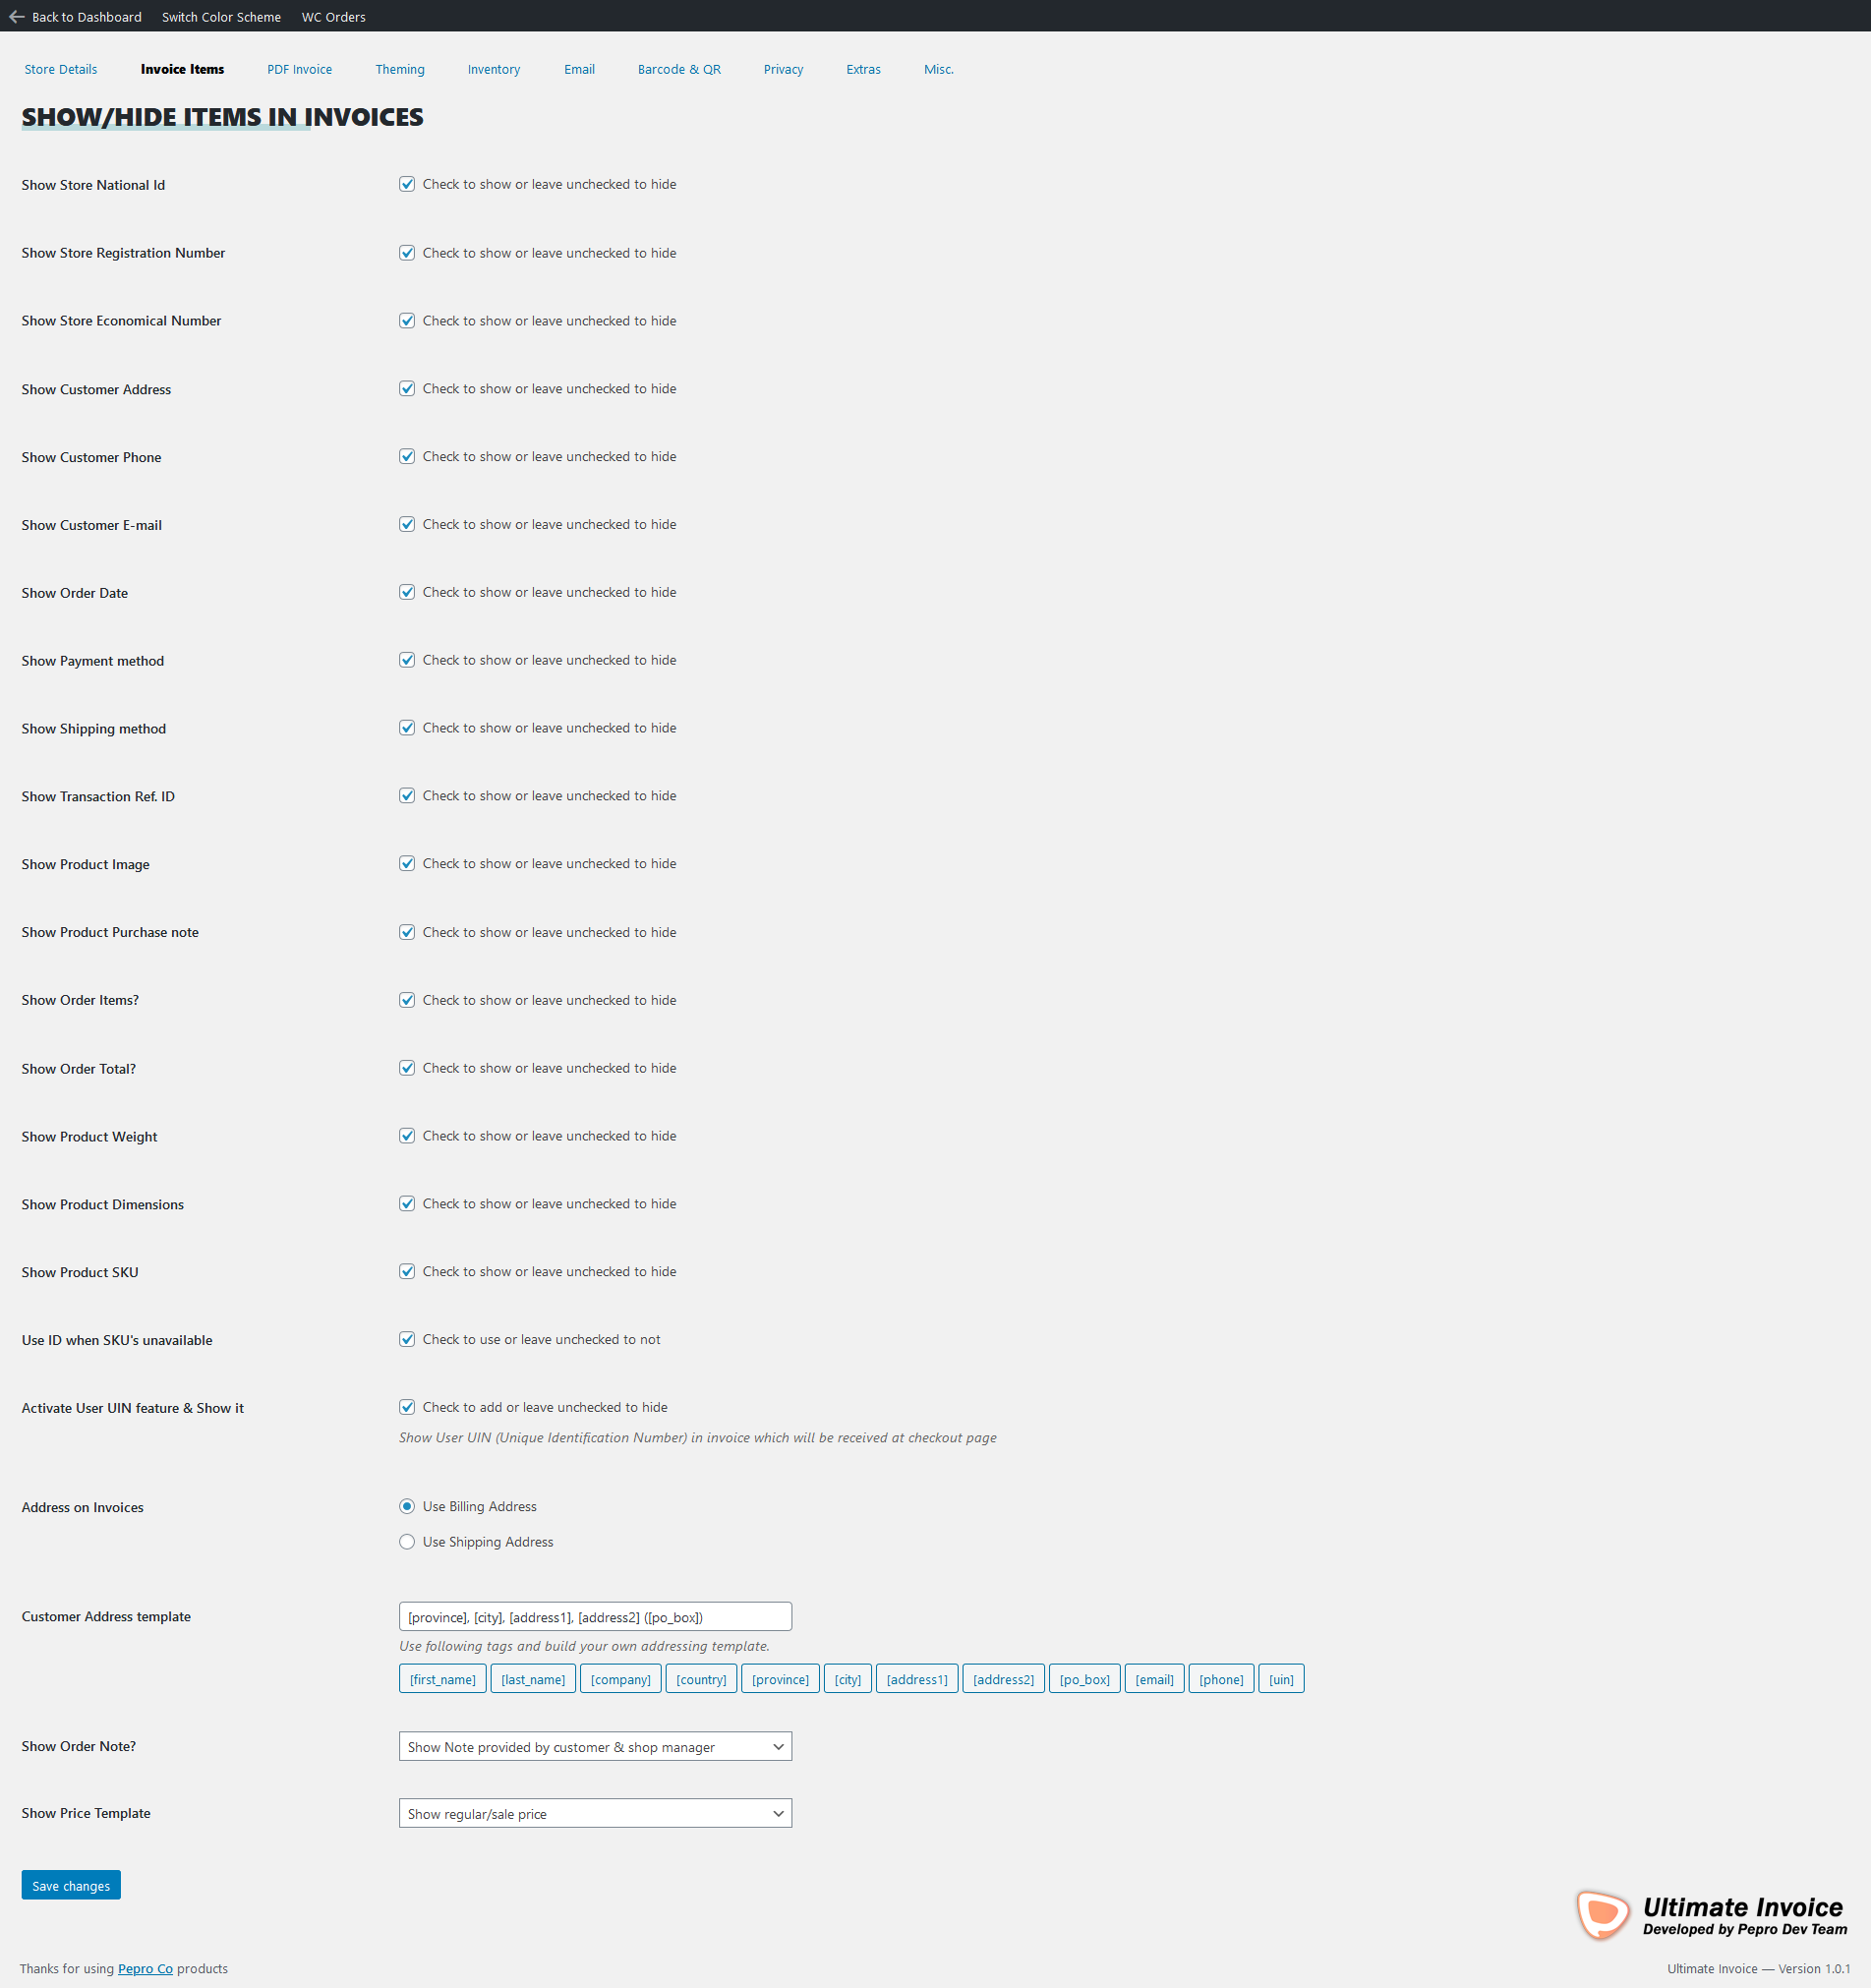 Back to Dashboard Switch Color Scheme WC Orders
Store Details Invoice Items PDF Invoice Theming Inventory Email Barcode & QR Privacy Extras Misc.
SHOW/HIDE ITEMS IN INVOICES
Show Store National Id Check to show or leave unchecked to hide
Show Store Registration Number Check to show or leave unchecked to hide
Show Store Economical Number Check to show or leave unchecked to hide
Show Customer Address Check to show or leave unchecked to hide
Show Customer Phone Check to show or leave unchecked to hide
Show Customer E-mail Check to show or leave unchecked to hide
Show Order Date Check to show or leave unchecked to hide
Show Payment method Check to show or leave unchecked to hide
Show Shipping method Check to show or leave unchecked to hide
Show Transaction Ref. ID Check to show or leave unchecked to hide
Show Product Image Check to show or leave unchecked to hide
Show Product Purchase note Check to show or leave unchecked to hide
Show Order Items? Check to show or leave unchecked to hide
Show Order Total? Check to show or leave unchecked to hide
Show Product Weight Check to show or leave unchecked to hide
Show Product Dimensions Check to show or leave unchecked to hide
Show Product SKU Check to show or leave unchecked to hide
Use ID when SKU's unavailable Check to use or leave unchecked to not
Activate User UIN feature & Show it Check to add or leave unchecked to hide
Show User UIN (Unique Identification Number) in invoice which will be received at checkout page
Address on Invoices Use Billing Address
Use Shipping Address
Customer Address template [province], [city], [address1], [address2] ([po_box])
Use following tags and build your own addressing template.
[first_name] [last_name] [company] [country] [province] [city] [address1] [address2] [po_box] [email] [phone] [uin]
Show Order Note? Show Note provided by customer & shop manager
Show Price Template Show regular/sale price
Save changes
Ultimate Invoice
Developed by Pepro Dev Team
Thanks for using Pepro Co products Ultimate Invoice — Version 1.0.1